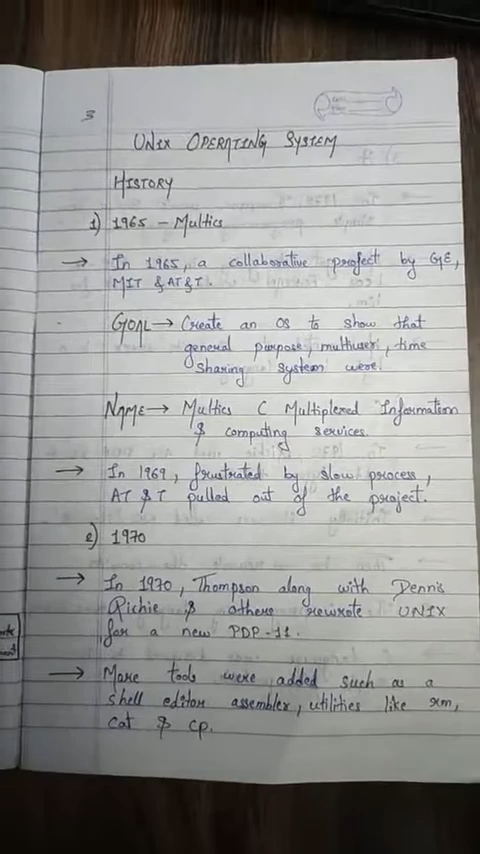 3
UNIX OPERATING SYSTEM
HISTORY
1) 1965 - Multics
→ In 1965, a collaborative project by GE,
MIT & AT&T.
GOAL → Create an OS to show that
general purpose, multiuser, time
sharing system were.
NAME → Multics C Multiplexed Information
& computing services.
→ In 1969, frustrated by slow process,
AT & T pulled out of the project.
2) 1970
→ In 1970, Thompson along with Dennis
Richie & others rewrote UNIX
for a new PDP-11.
→ More tools were added such as a
shell editor assembler, utilities like rm,
cat & cp.